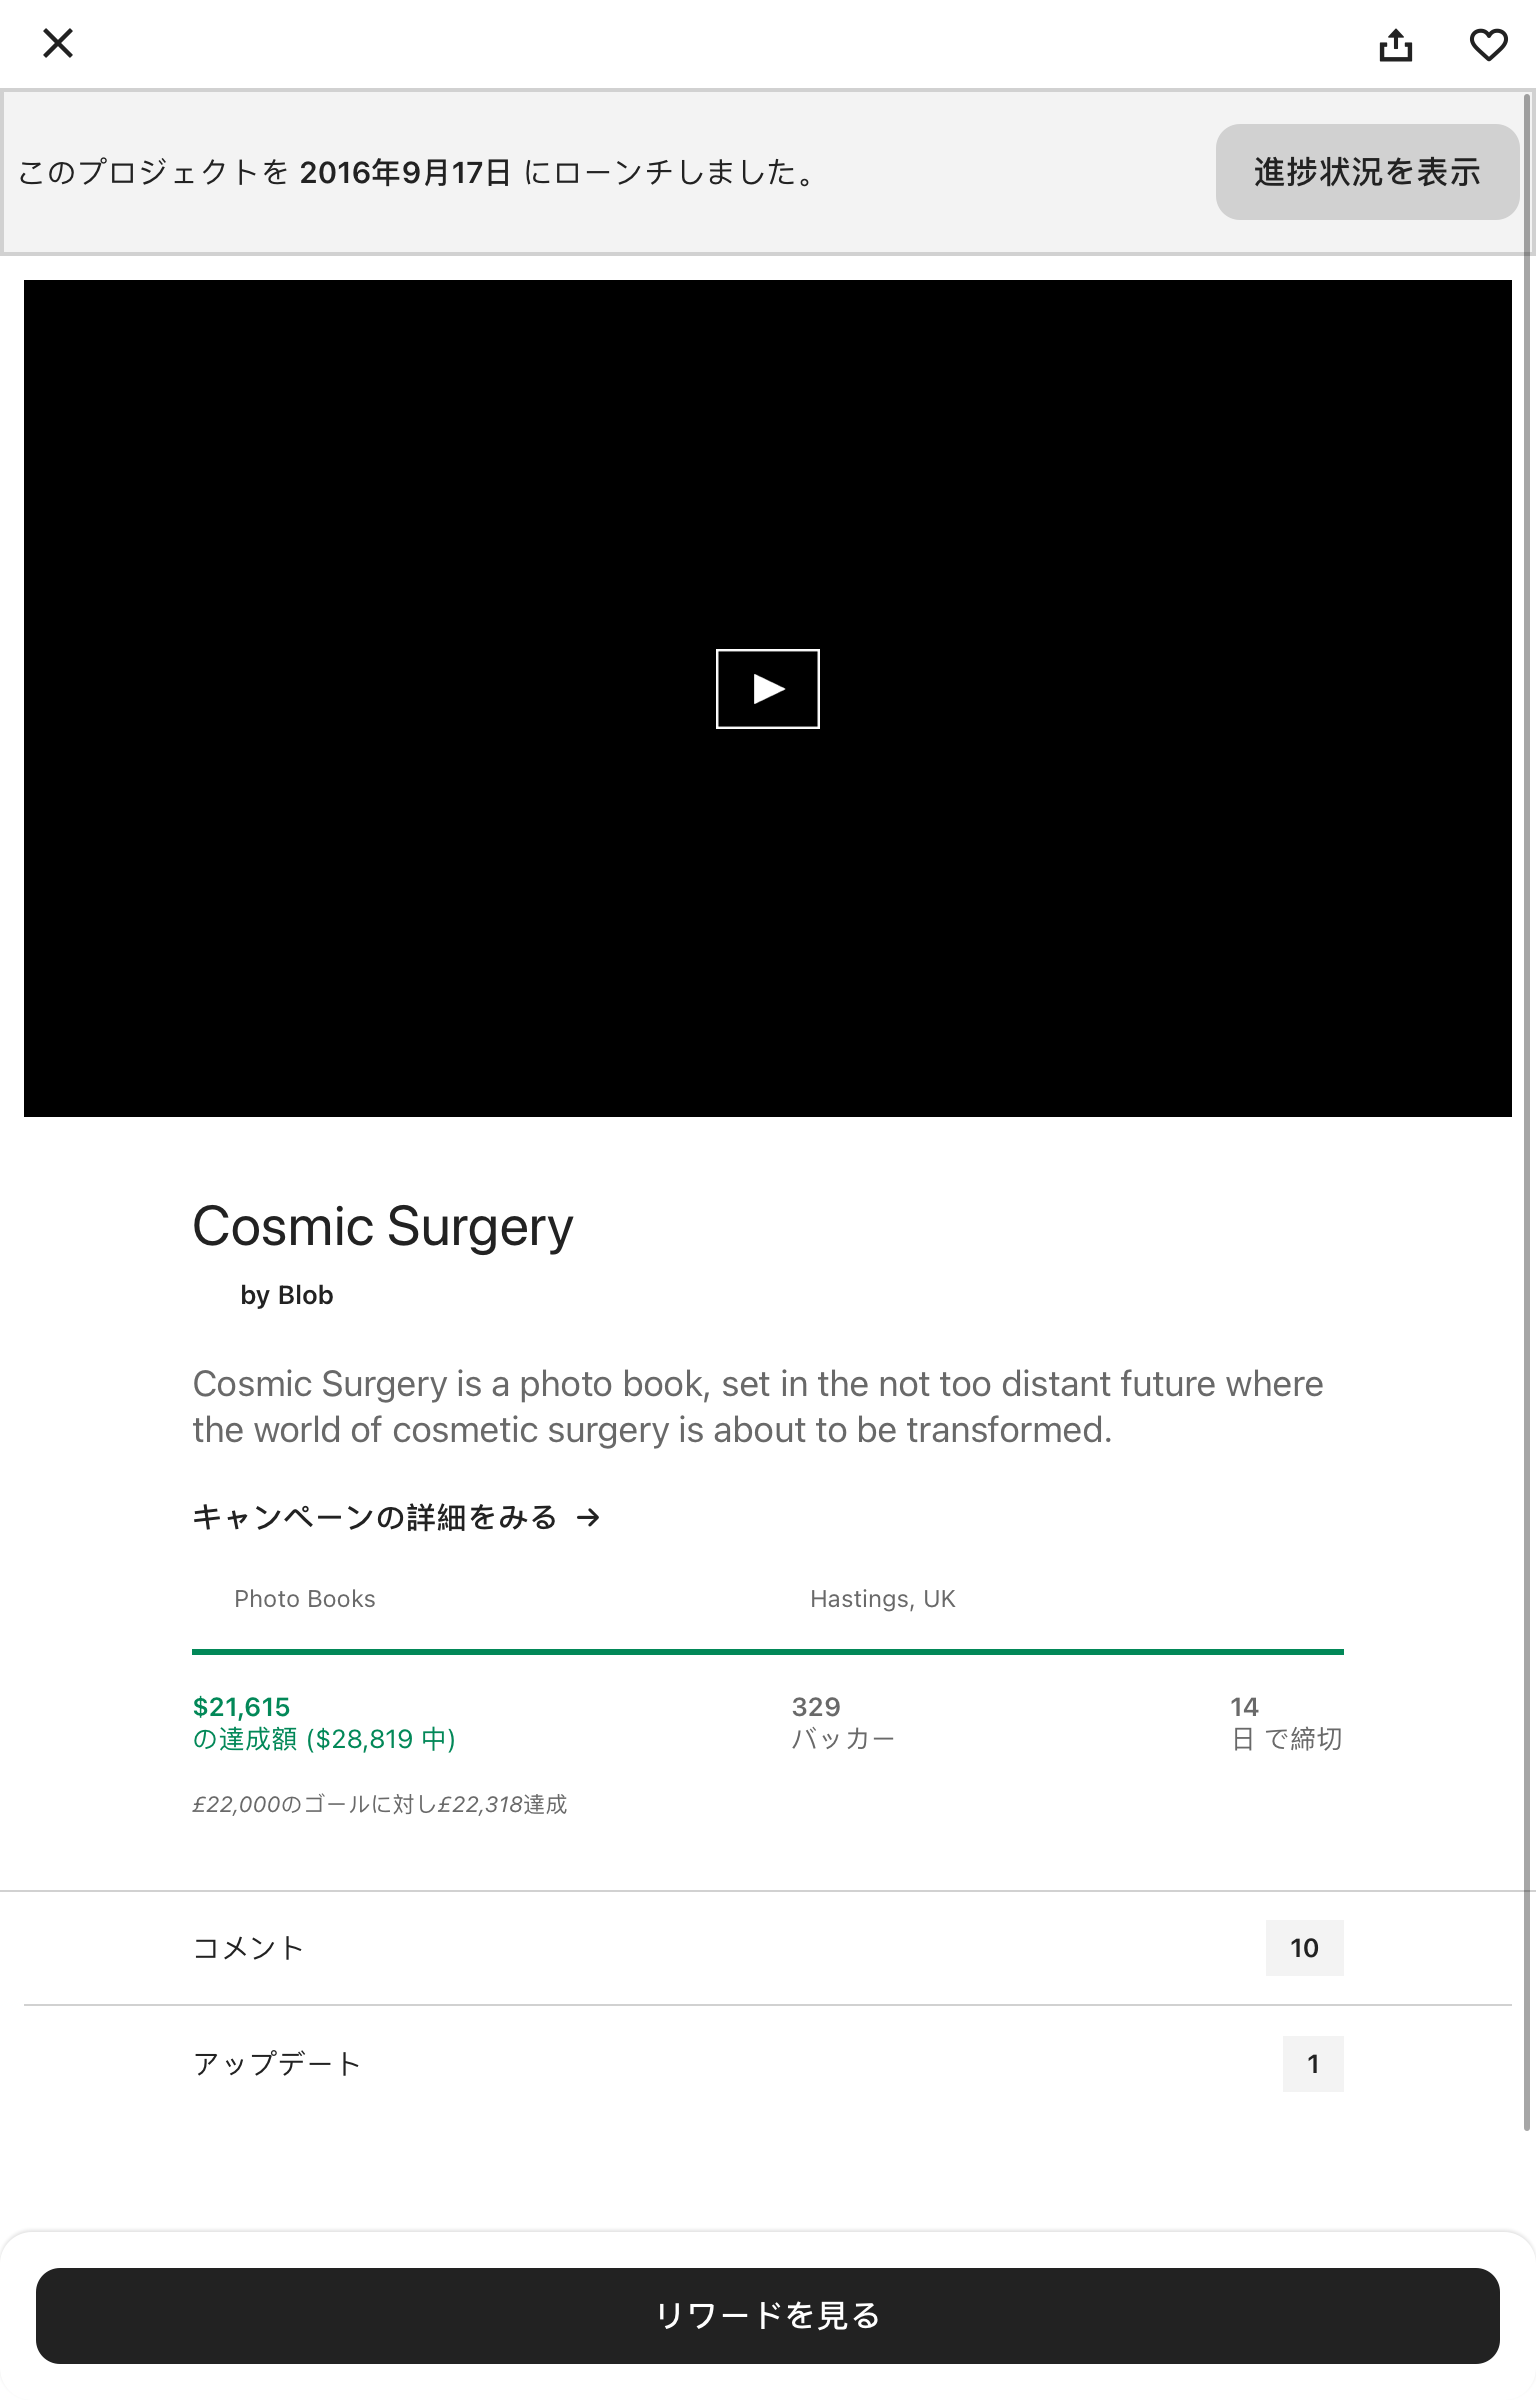 このプロジェクトを 2016年9月17日 にローンチしました。
進捗状況を表示
Cosmic Surgery
by Blob
Cosmic Surgery is a photo book, set in the not too distant future where
the world of cosmetic surgery is about to be transformed.
キャンペーンの詳細をみる →
Photo Books
Hastings, UK
$21,615
の達成額 ($28,819 中)
329
バッカー
14
日 で締切
£22,000のゴールに対し£22,318達成
コメント
10
アップデート
1
リワードを見る